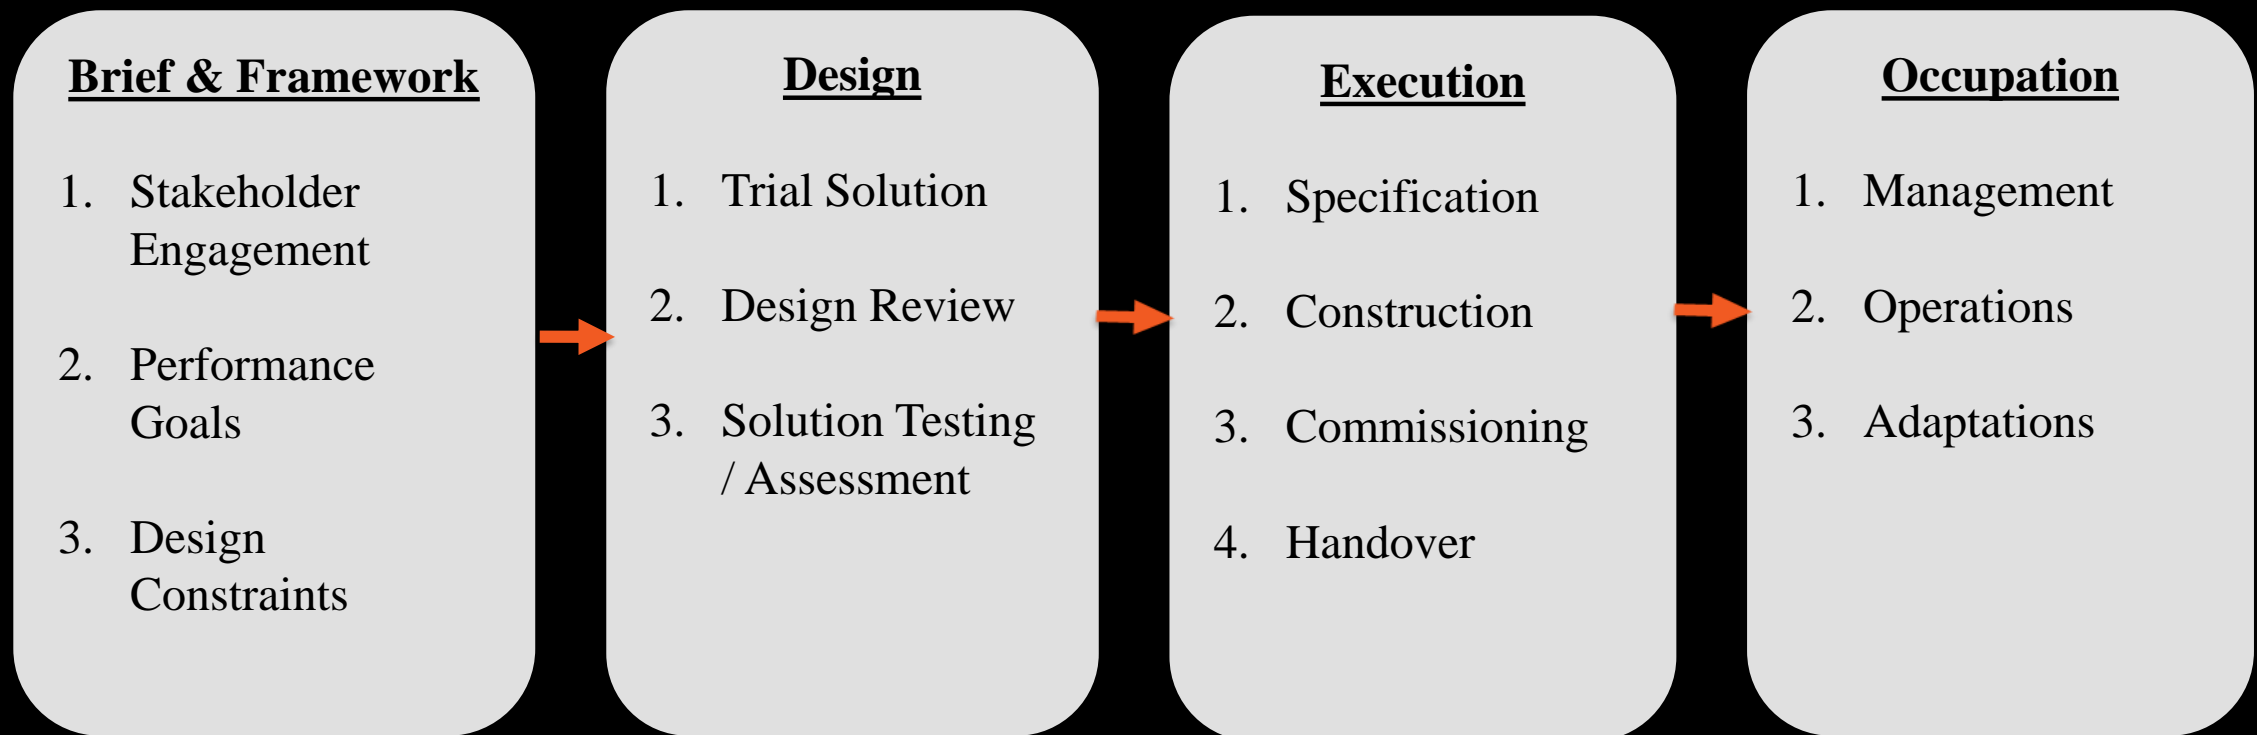 Brief & Framework
1. Stakeholder
Engagement
2. Performance
Goals
3. Design
Constraints
Design
1. Trial Solution
2. Design Review
3. Solution Testing
/ Assessment
Execution
1. Specification
2. Construction
3. Commissioning
4. Handover
Occupation
1. Management
2. Operations
3. Adaptations